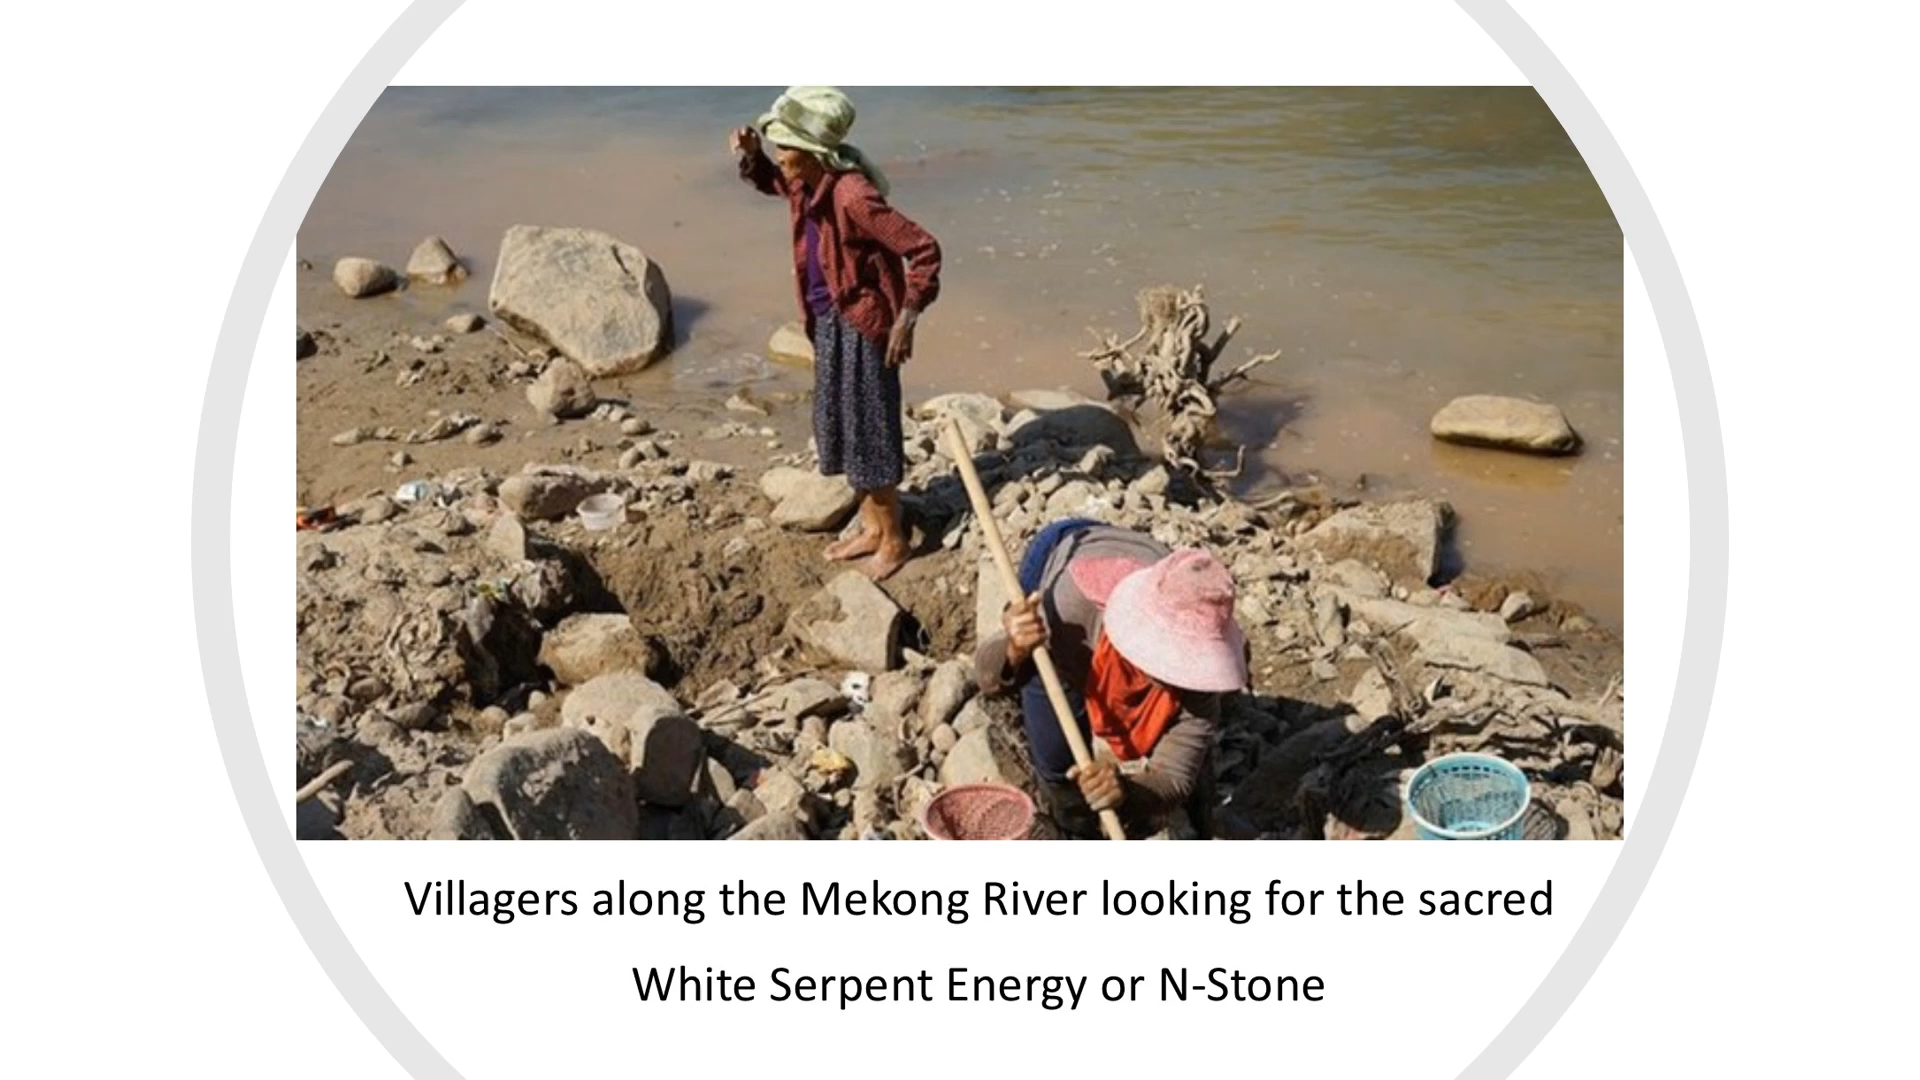 Villagers along the Mekong River looking for the sacred
White Serpent Energy or N-Stone